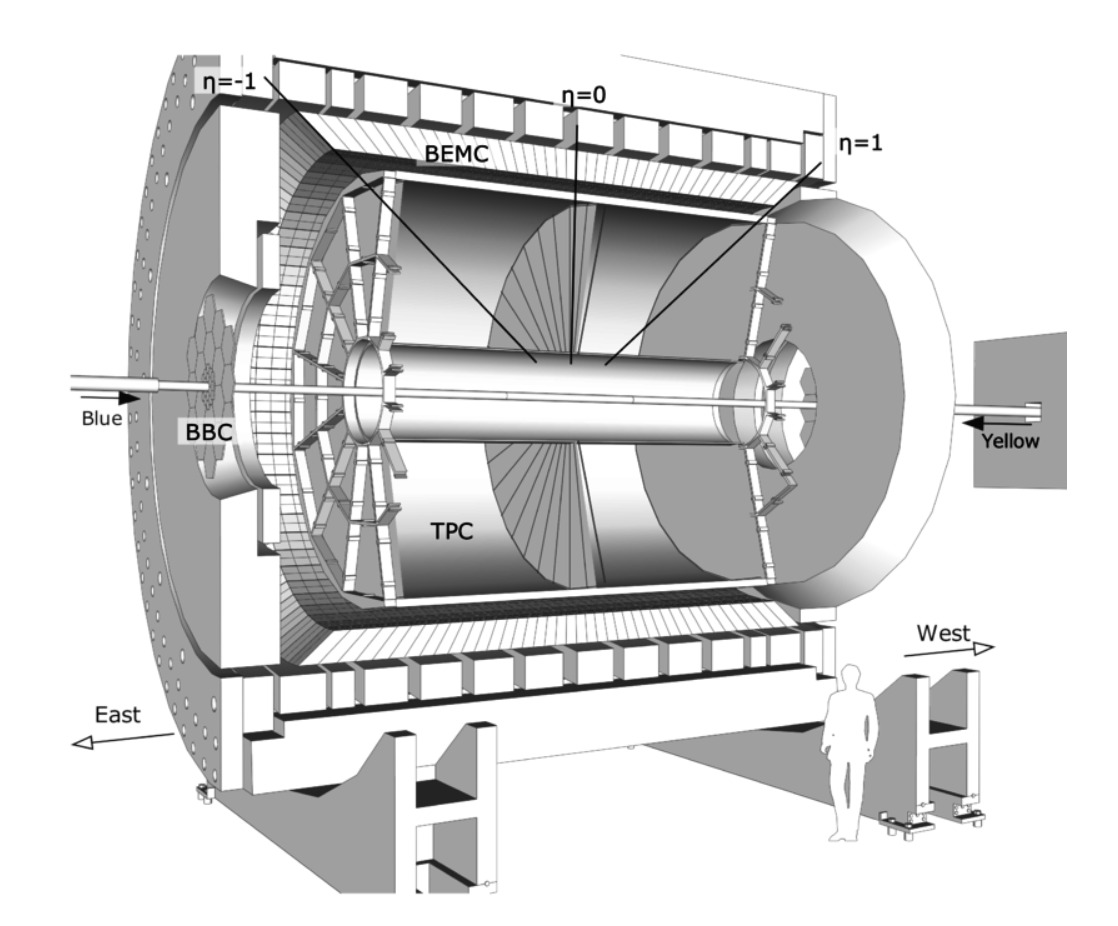 η=-1
η=0
η=1
BEMC
Blue
BBC
Yellow
TPC
West
East